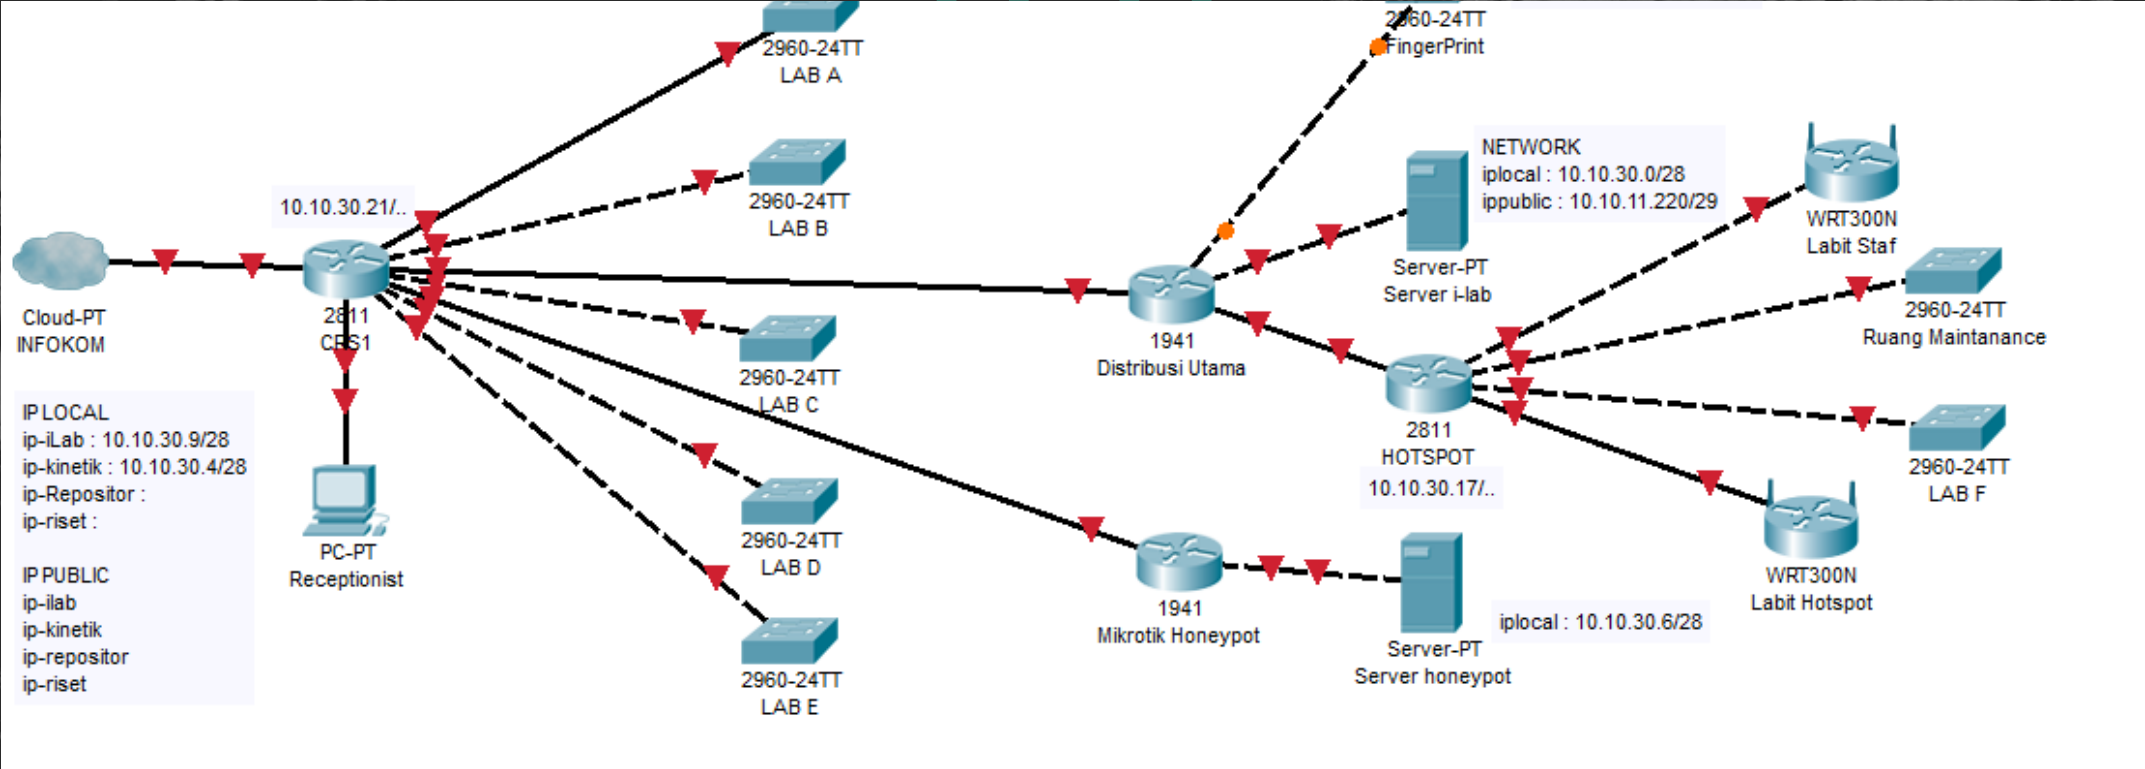 2960-24TT
LAB A
2960-24TT
FingerPrint
2960-24TT
LAB B
10.10.30.21/..
NETWORK
iplocal : 10.10.30.0/28
ippublic : 10.10.11.220/29
WRT300N
Labit Staf
Server-PT
Server i-lab
Cloud-PT
INFOKOM
2811
CRS1
2960-24TT
LAB C
1941
Distribusi Utama
2960-24TT
Ruang Maintanance
2811
HOTSPOT
10.10.30.17/..
2960-24TT
LAB F
IP LOCAL
ip-iLab : 10.10.30.9/28
ip-kinetik : 10.10.30.4/28
ip-Repositor :
ip-riset :
IP PUBLIC
ip-ilab
ip-kinetik
ip-repositor
ip-riset
PC-PT
Receptionist
2960-24TT
LAB D
WRT300N
Labit Hotspot
1941
Mikrotik Honeypot
iplocal : 10.10.30.6/28
Server-PT
Server honeypot
2960-24TT
LAB E